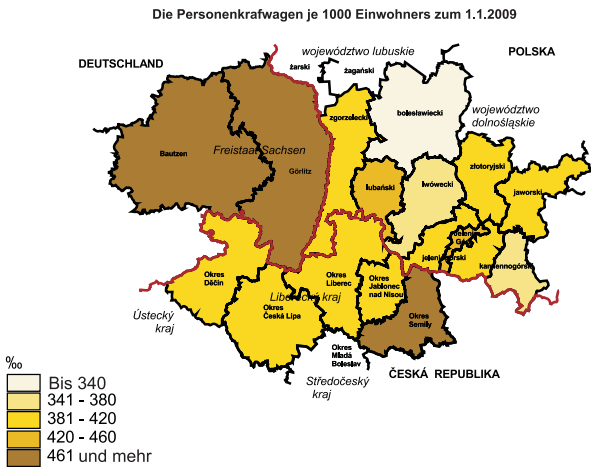 Die Personenkrafwagen je 1000 Einwohners zum 1.1.2009
województwo lubuskie
POLSKA
DEUTSCHLAND
żarski
żagański
zgorzelecki
bolesławiecki
województwo
dolnośląskie
Freistaat Sachsen
Bautzen
Görlitz
lubański
lwówecki
złotoryjski
jaworski
jelenia
Góra
jeleniogórski
kamiennogórski
Okres
Děčín
Okres
Liberec
Okres
Jablonec
nad Nisou
Liberecký kraj
Okres
Česká Lípa
Okres
Semily
Ústecký
kraj
Okres
Mladá
Boleslav
Středočeský
kraj
ČESKÁ REPUBLIKA
‰
Bis 340
341 - 380
381 - 420
420 - 460
461 und mehr